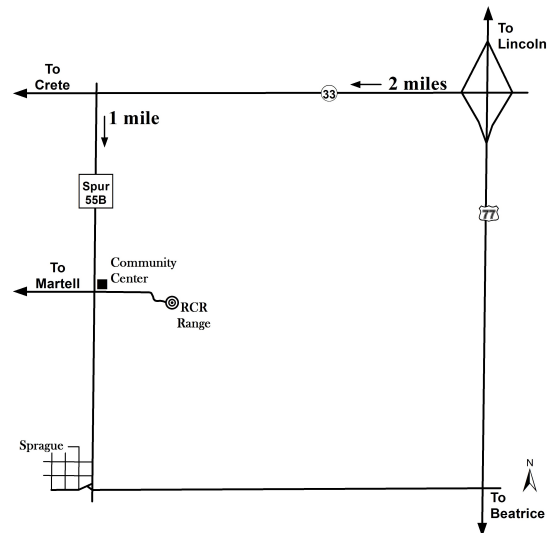 To
Lincoln
To
Crete
2 miles
33
1 mile
Spur
55B
77
To
Martell
Community
Center
RCR
Range
Sprague
N
To
Beatrice